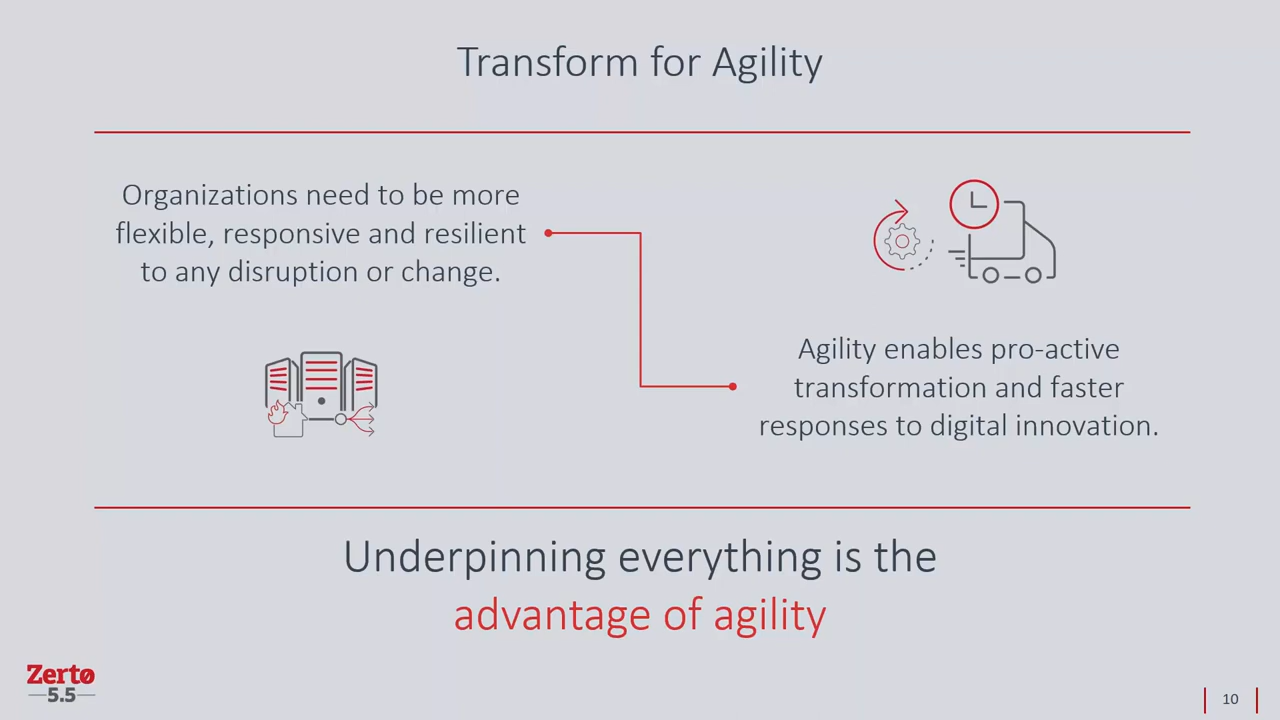 Transform for Agility
Organizations need to be more
flexible, responsive and resilient
to any disruption or change.
Agility enables pro-active
transformation and faster
responses to digital innovation.
Underpinning everything is the
advantage of agility
Zerto
5.5
10